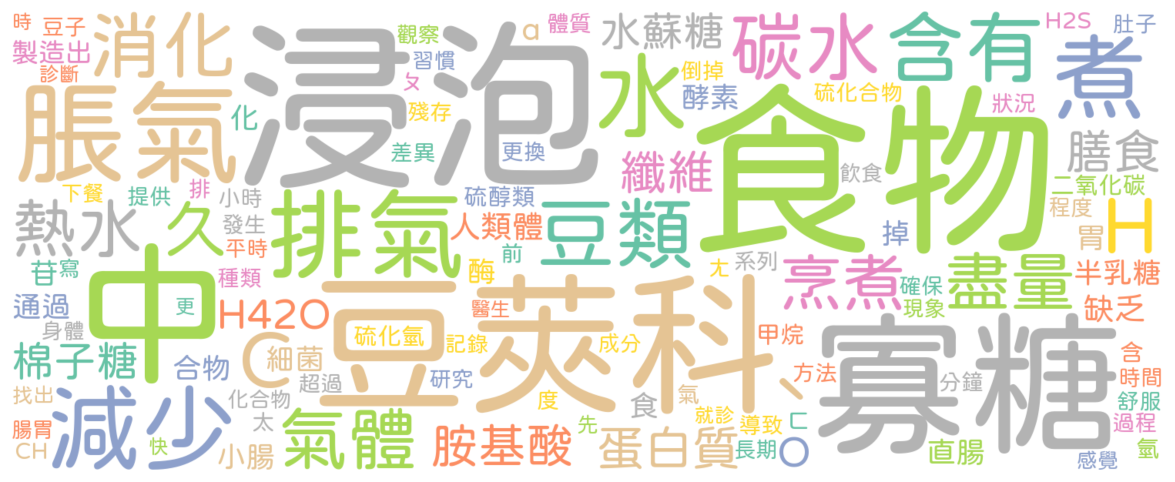 時 豆子 消化 浸泡 觀察 ɑ 體質 水蘇糖 碳水 含有 H2S 肚子 煮
製造出 習慣 水 倒掉
診斷 脹氣 ㄆ 酵素 硫化合物 食物 狀況
化 殘存 膳食
差異 更換 纖維 飲食
下餐 提供 排 小時 硫醇類 二氧化碳
熱水 久 發生 排氣 人類體 豆類 程度 H
平時 前 掉 胃
苷 寫 中 種類 酶 ㄤ 系列 烹煮 確保 盡量 半乳糖
通過 更 H42O 豆莢科 醫生 現象 缺乏
身體 硫化氫 記錄 成分 甲烷 、 寡糖
棉子糖 合物 C 細菌 含
找出 減少 超過 研究 方法 分鐘 時間
化合物 度 食 氣 舒服
腸胃 太 氣體 胺基酸 先 就診 導致 ㄈ 過程
CH 快 小腸 蛋白質 長期 O 直腸 感覺 氫